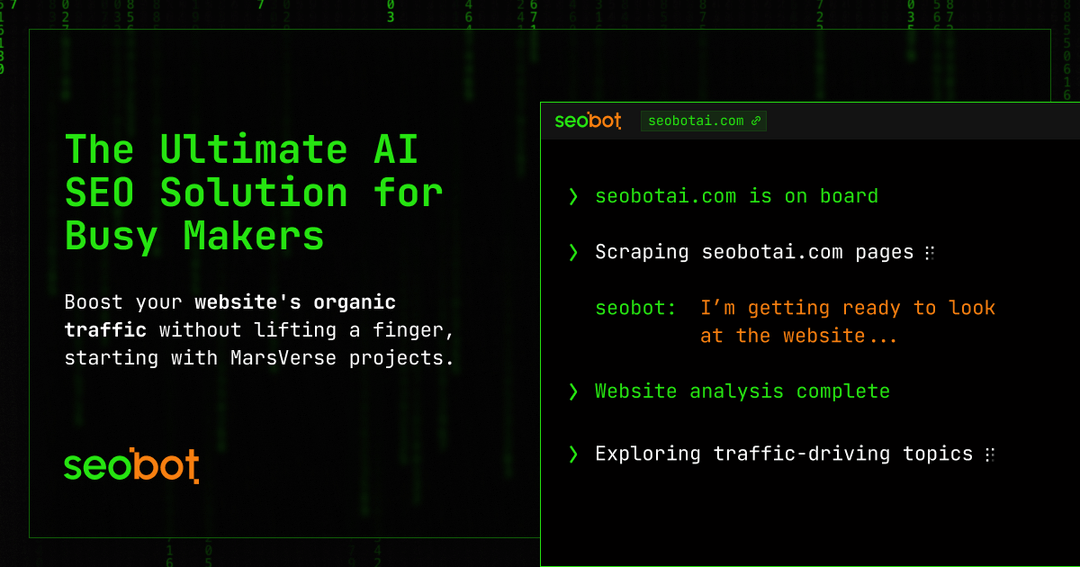 The Ultimate AI
SEO Solution for
Busy Makers
Boost your website's organic
traffic without lifting a finger,
starting with MarsVerse projects.
seobot
seobot
seobotai.com
seobotai.com is on board
Scraping seobotai.com pages
seobot: I’m getting ready to look
at the website...
Website analysis complete
Exploring traffic-driving topics